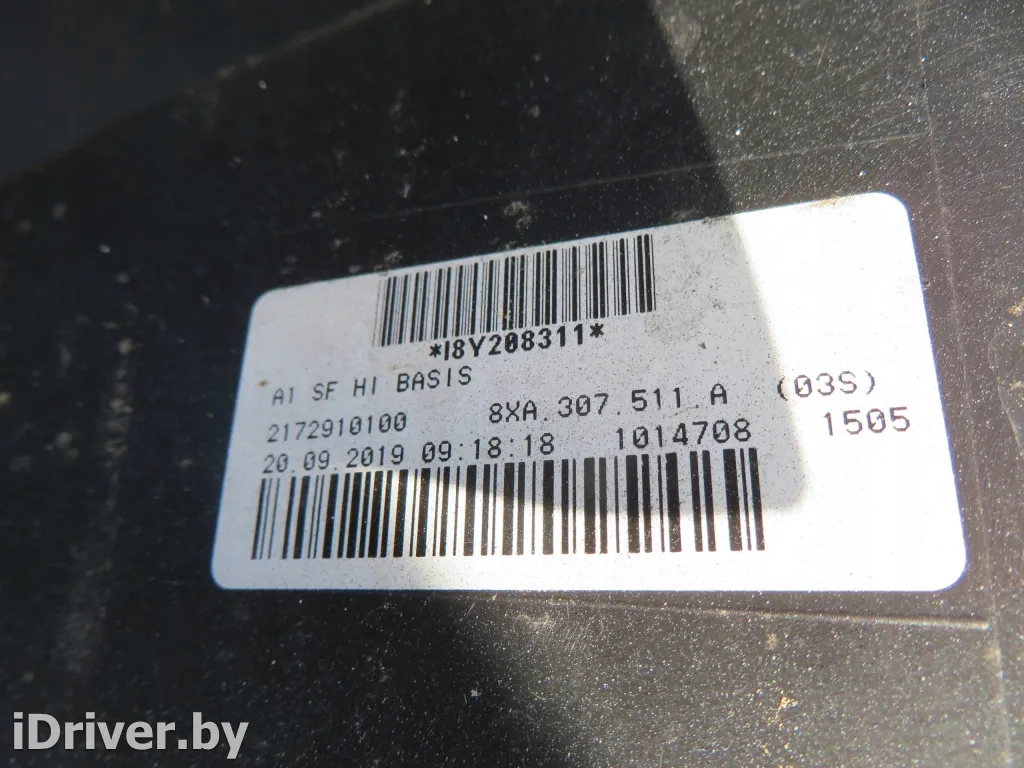 *I8Y208311*
A1 SF HI BASIS
2172910100 8XA.307.511.A (03S)
20.09.2019 09:18:18 1014708 1505
iDriver.by